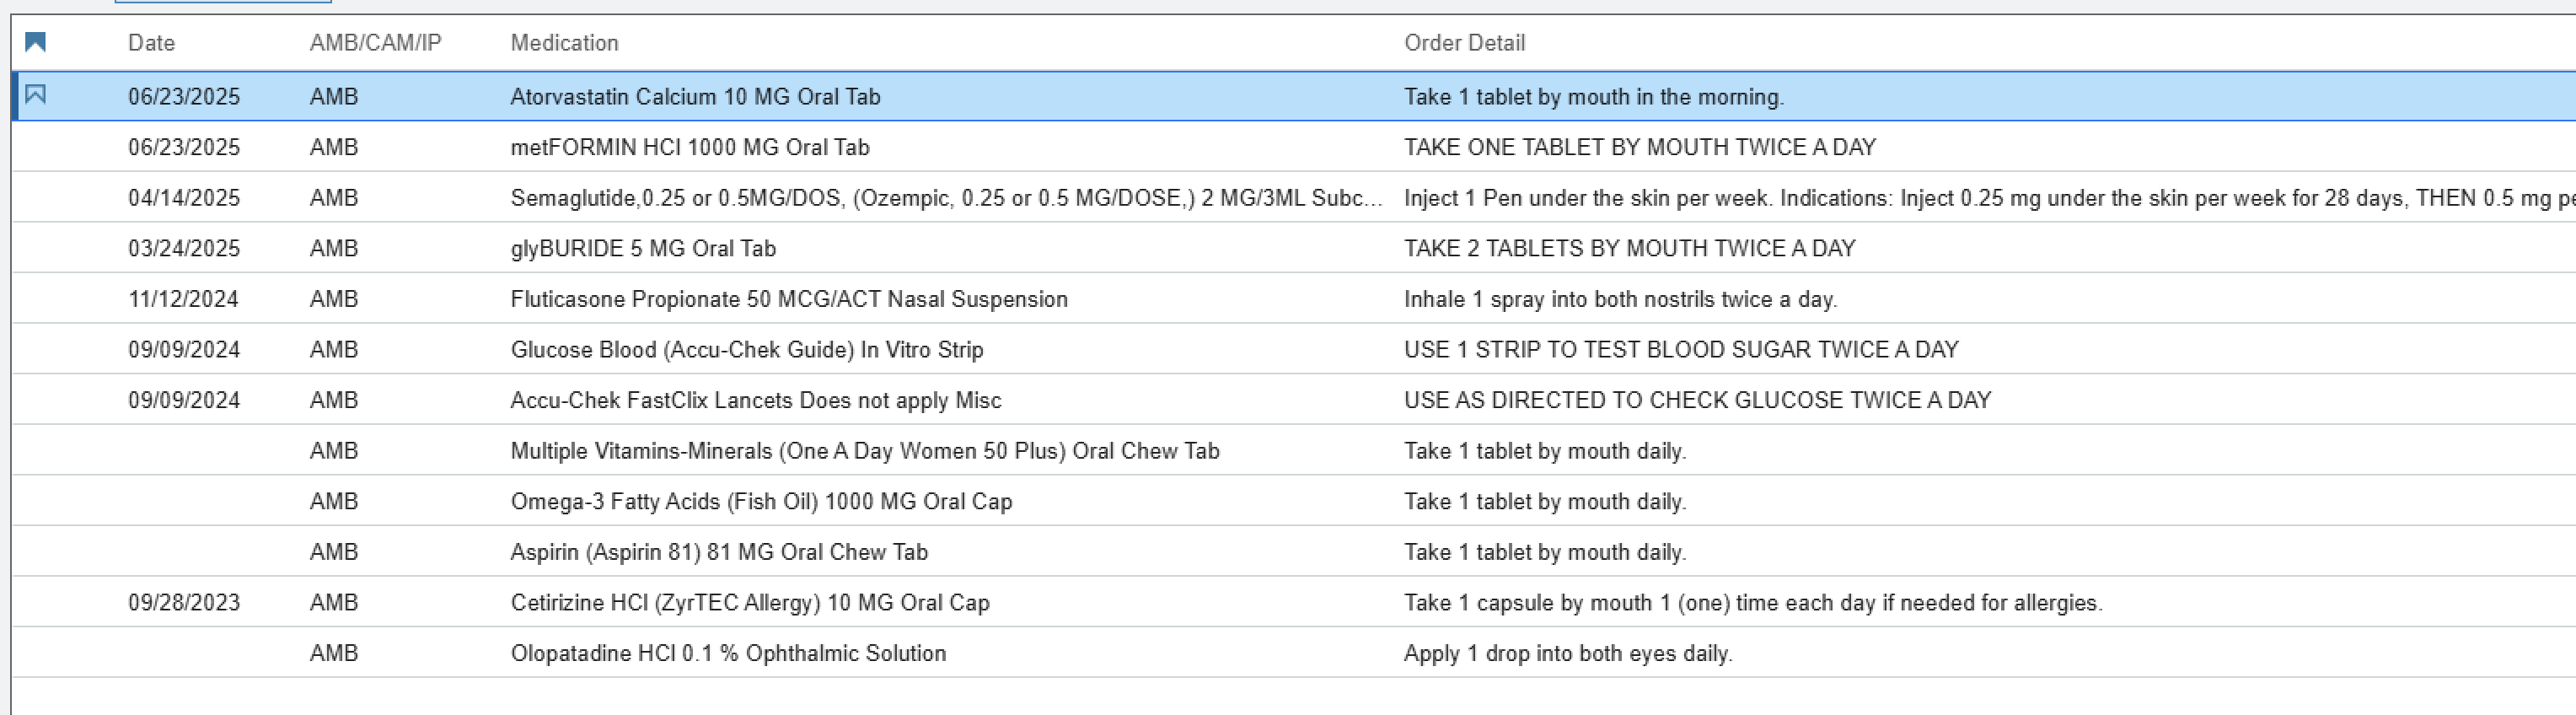 Date AMB/CAM/IP Medication Order Detail
06/23/2025 AMB Atorvastatin Calcium 10 MG Oral Tab Take 1 tablet by mouth in the morning.
06/23/2025 AMB metFORMIN HCl 1000 MG Oral Tab TAKE ONE TABLET BY MOUTH TWICE A DAY
04/14/2025 AMB Semaglutide,0.25 or 0.5MG/DOS, (Ozempic, 0.25 or 0.5 MG/DOSE,) 2 MG/3ML Subc... Inject 1 Pen under the skin per week. Indications: Inject 0.25 mg under the skin per week for 28 days, THEN 0.5 mg
03/24/2025 AMB glyBURIDE 5 MG Oral Tab TAKE 2 TABLETS BY MOUTH TWICE A DAY
11/12/2024 AMB Fluticasone Propionate 50 MCG/ACT Nasal Suspension Inhale 1 spray into both nostrils twice a day.
09/09/2024 AMB Glucose Blood (Accu-Chek Guide) In Vitro Strip USE 1 STRIP TO TEST BLOOD SUGAR TWICE A DAY
09/09/2024 AMB Accu-Chek FastClix Lancets Does not apply Misc USE AS DIRECTED TO CHECK GLUCOSE TWICE A DAY
AMB Multiple Vitamins-Minerals (One A Day Women 50 Plus) Oral Chew Tab Take 1 tablet by mouth daily.
AMB Omega-3 Fatty Acids (Fish Oil) 1000 MG Oral Cap Take 1 tablet by mouth daily.
AMB Aspirin (Aspirin 81) 81 MG Oral Chew Tab Take 1 tablet by mouth daily.
09/28/2023 AMB Cetirizine HCl (ZyrTEC Allergy) 10 MG Oral Cap Take 1 capsule by mouth 1 (one) time each day if needed for allergies.
AMB Olopatadine HCl 0.1 % Ophthalmic Solution Apply 1 drop into both eyes daily.